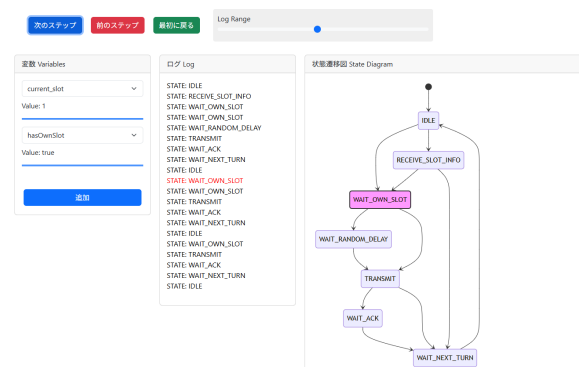 次のステップ
前のステップ
最初に戻る
Log Range
変数 Variables
current_slot
Value: 1
hasOwnSlot
Value: true
追加
ログ Log
STATE: IDLE
STATE: RECEIVE_SLOT_INFO
STATE: WAIT_OWN_SLOT
STATE: WAIT_OWN_SLOT
STATE: WAIT_RANDOM_DELAY
STATE: TRANSMIT
STATE: WAIT_ACK
STATE: WAIT_NEXT_TURN
STATE: IDLE
STATE: WAIT_OWN_SLOT
STATE: WAIT_OWN_SLOT
STATE: TRANSMIT
STATE: WAIT_ACK
STATE: WAIT_NEXT_TURN
STATE: IDLE
STATE: WAIT_OWN_SLOT
STATE: TRANSMIT
STATE: WAIT_ACK
STATE: WAIT_NEXT_TURN
STATE: IDLE
状態遷移図 State Diagram
IDLE
RECEIVE_SLOT_INFO
WAIT_OWN_SLOT
WAIT_RANDOM_DELAY
TRANSMIT
WAIT_ACK
WAIT_NEXT_TURN